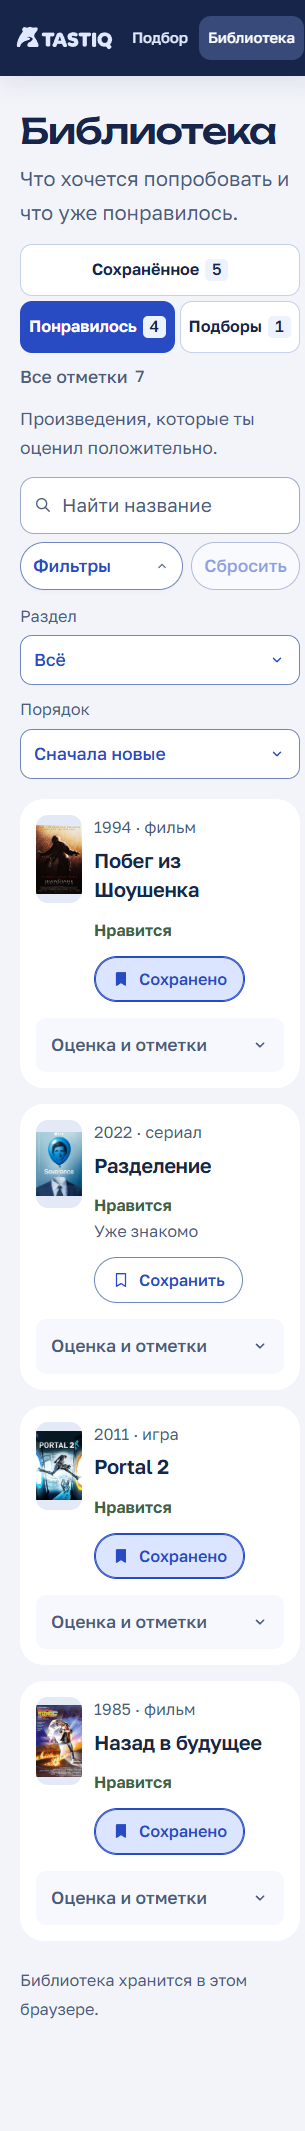 TASTIQ Подбор Библиотека
Библиотека
Что хочется попробовать и
что уже понравилось.
Сохранённое 5
Понравилось 4 Подборы 1
Все отметки 7
Произведения, которые ты
оценил положительно.
Найти название
Фильтры Сбросить
Раздел
Всё
Порядок
Сначала новые
1994 · фильм
Побег из
Шоушенка
Нравится
Сохранено
Оценка и отметки
2022 · сериал
Разделение
Нравится
Уже знакомо
Сохранить
Оценка и отметки
PORTAL 2
2011 · игра
Portal 2
Нравится
Сохранено
Оценка и отметки
1985 · фильм
Назад в будущее
Нравится
Сохранено
Оценка и отметки
Библиотека хранится в этом
браузере.